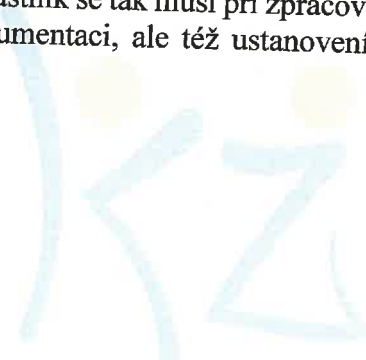 astník se tak musí při zpracov
umentaci, ale též ustanovení